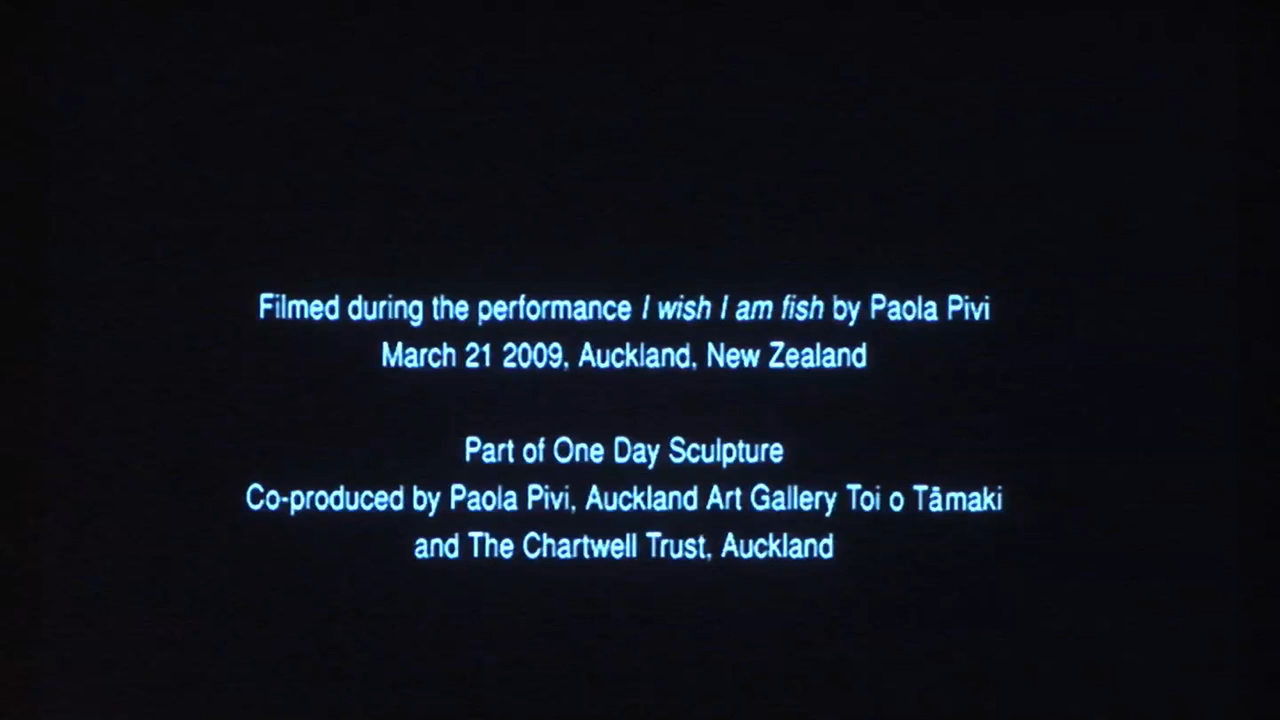 Filmed during the performance I wish I am fish by Paola Pivi
March 21 2009, Auckland, New Zealand
Part of One Day Sculpture
Co-produced by Paola Pivi, Auckland Art Gallery Toi o Tāmaki
and The Chartwell Trust, Auckland